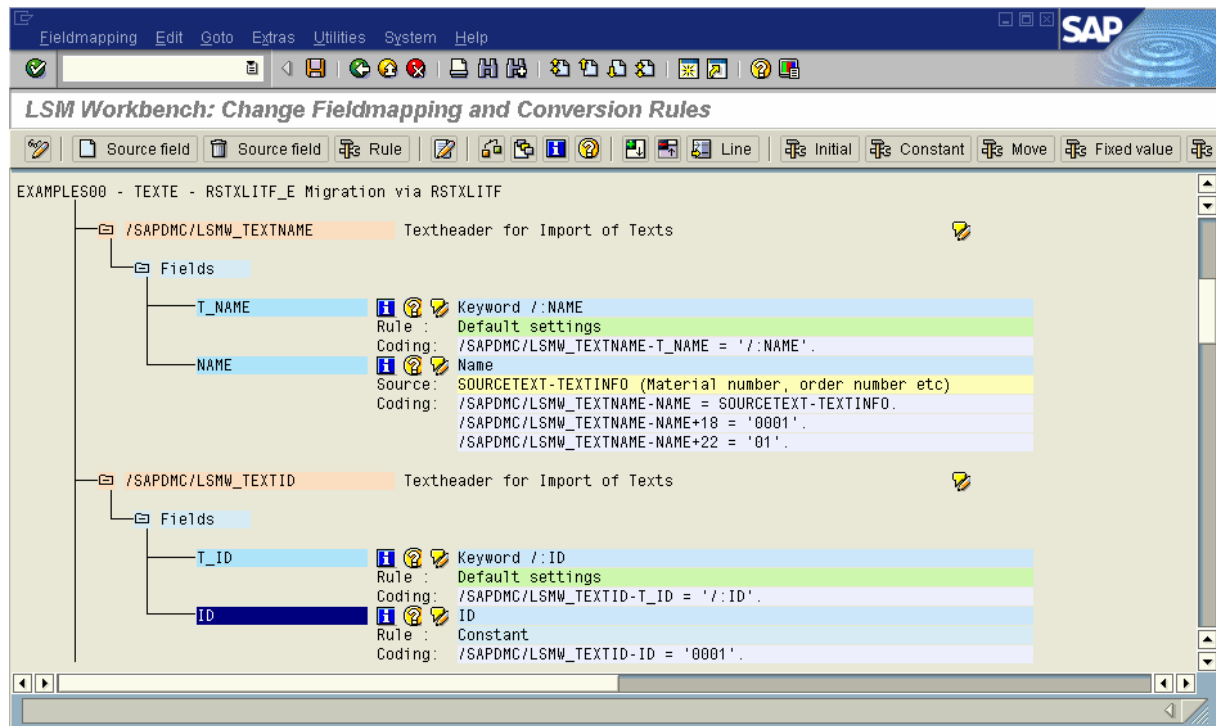 Fieldmapping Edit Goto Extras Utilities System Help
SAP
LSM Workbench: Change Fieldmapping and Conversion Rules
Source field Source field Rule Line Initial Constant Move Fixed value
EXAMPLES00 - TEXTE - RSTXLITF_E Migration via RSTXLITF
/SAPDMC/LSMW_TEXTNAME Textheader for Import of Texts
Fields
T_NAME Keyword /:NAME
Rule : Default settings
Coding: /SAPDMC/LSMW_TEXTNAME-T_NAME = '/:NAME'.
NAME Name
Source: SOURCETEXT-TEXTINFO (Material number, order number etc)
Coding: /SAPDMC/LSMW_TEXTNAME-NAME = SOURCETEXT-TEXTINFO.
/SAPDMC/LSMW_TEXTNAME-NAME+18 = '0001'.
/SAPDMC/LSMW_TEXTNAME-NAME+22 = '01'.
/SAPDMC/LSMW_TEXTID Textheader for Import of Texts
Fields
T_ID Keyword /:ID
Rule : Default settings
Coding: /SAPDMC/LSMW_TEXTID-T_ID = '/:ID'.
ID ID
Rule : Constant
Coding: /SAPDMC/LSMW_TEXTID-ID = '0001'.